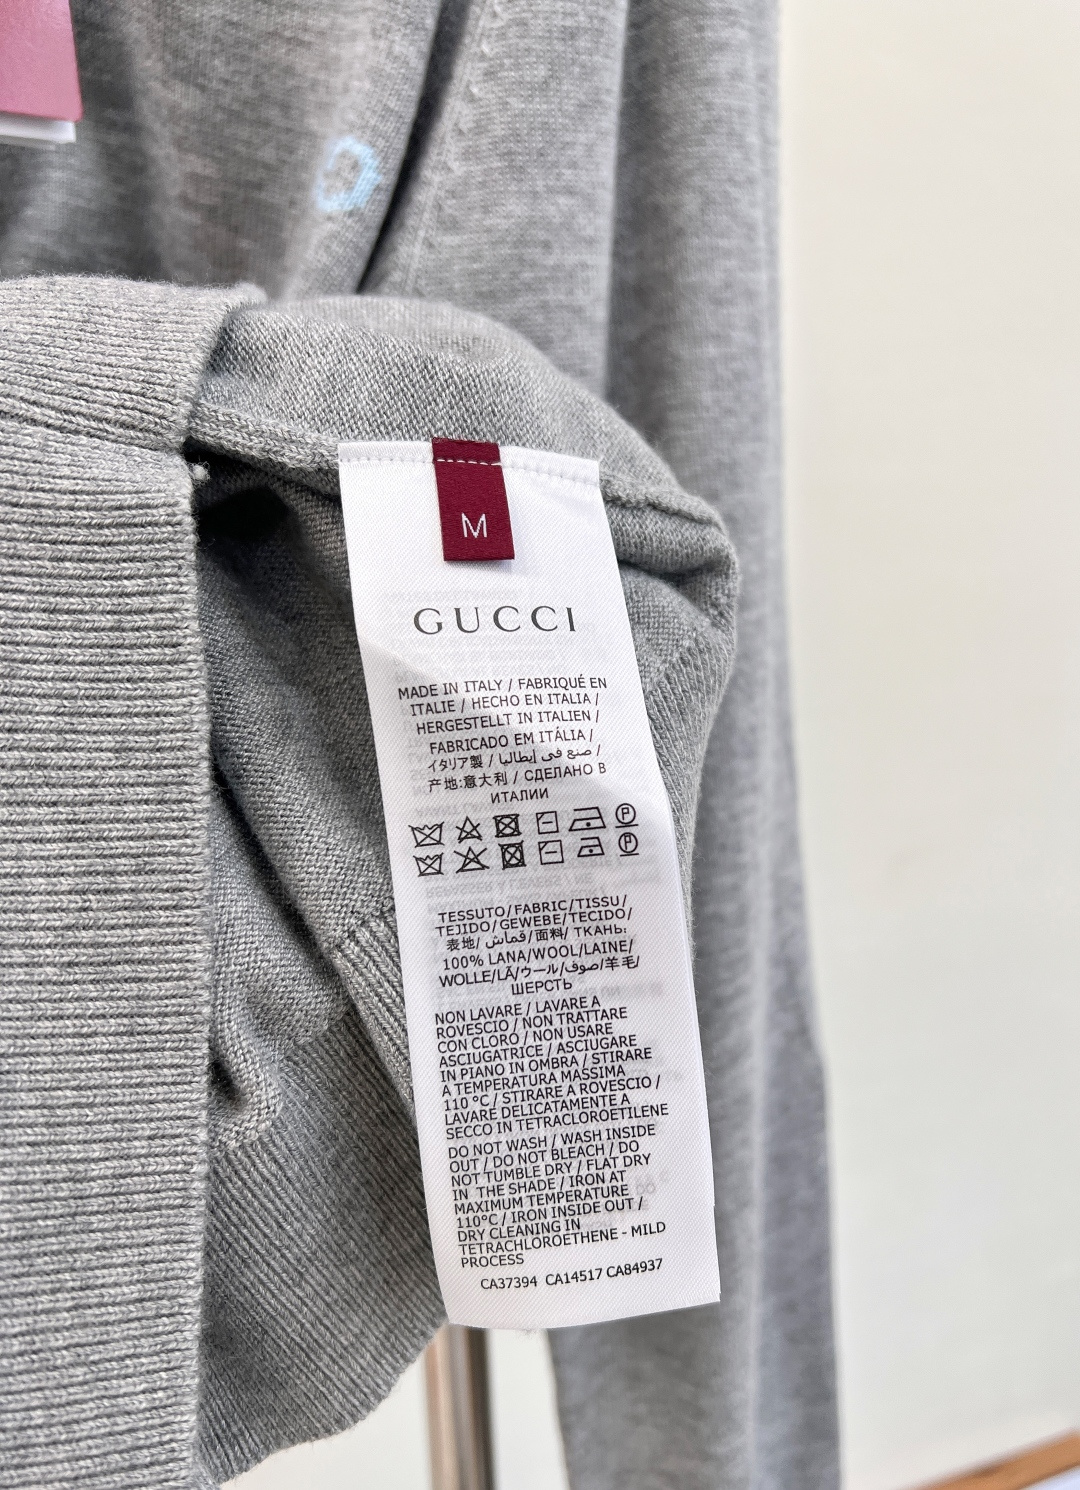 M
GUCCI
MADE IN ITALY / FABRIQUÉ EN
ITALIE / HECHO EN ITALIA /
HERGESTELLT IN ITALIEN /
FABRICADO EM ITÁLIA /
イタリア製 / صنع في إيطاليا /
产地:意大利 / СДЕЛАНО В
ИТАЛИИ
P
P
TESSUTO/FABRIC/TISSU/
TEJIDO/GEWEBE/TECIDO/
表地/ قماش/面料/ ТКАНЬ:
100% LANA/WOOL/LAINE/
WOLLE/LÃ/ウール/صوف/羊毛/
ШЕРСТЬ
NON LAVARE / LAVARE A
ROVESCIO / NON TRATTARE
CON CLORO / NON USARE
ASCIUGATRICE / ASCIUGARE
IN PIANO IN OMBRA / STIRARE
A TEMPERATURA MASSIMA
110 °C / STIRARE A ROVESCIO /
LAVARE DELICATAMENTE A
SECCO IN TETRACLOROETILENE
DO NOT WASH / WASH INSIDE
OUT / DO NOT BLEACH / DO
NOT TUMBLE DRY / FLAT DRY
IN THE SHADE / IRON AT
MAXIMUM TEMPERATURE
110°C / IRON INSIDE OUT /
DRY CLEANING IN
TETRACHLOROETHENE - MILD
PROCESS
CA37394 CA14517 CA84937